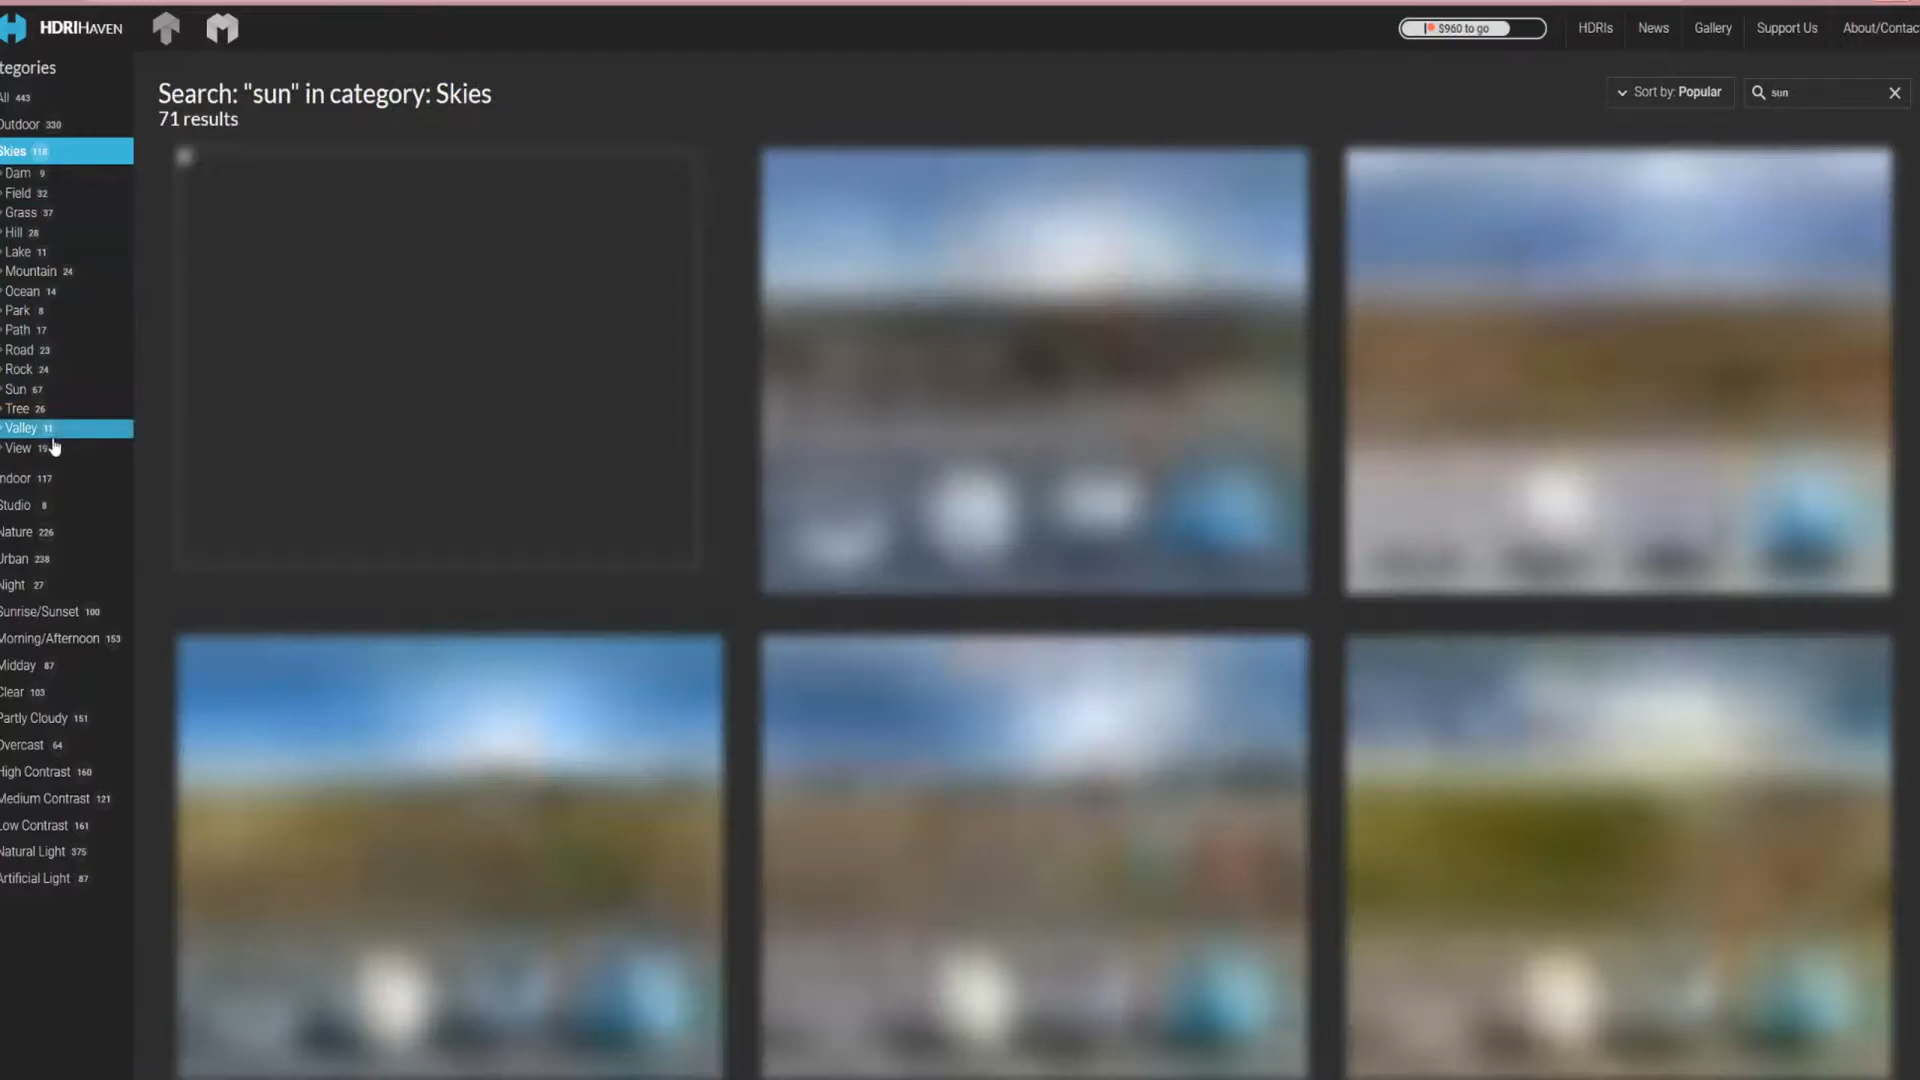 HDRIHAVEN
$960 to go
HDRIs
News
Gallery
Support Us
About/Contac
tegories
All 443
Outdoor 330
Skies 118
Dam 9
Field 32
Grass 37
Hill 28
Lake 11
Mountain 24
Ocean 14
Park 8
Path 17
Road 23
Rock 24
Sun 67
Tree 26
Valley 11
View 19
Indoor 117
Studio 8
Nature 226
Urban 238
Night 27
Sunrise/Sunset 100
Morning/Afternoon 153
Midday 87
Clear 103
Partly Cloudy 151
Overcast 64
High Contrast 160
Medium Contrast 121
Low Contrast 161
Natural Light 375
Artificial Light 87
Search: "sun" in category: Skies
71 results
Sort by: Popular
sun